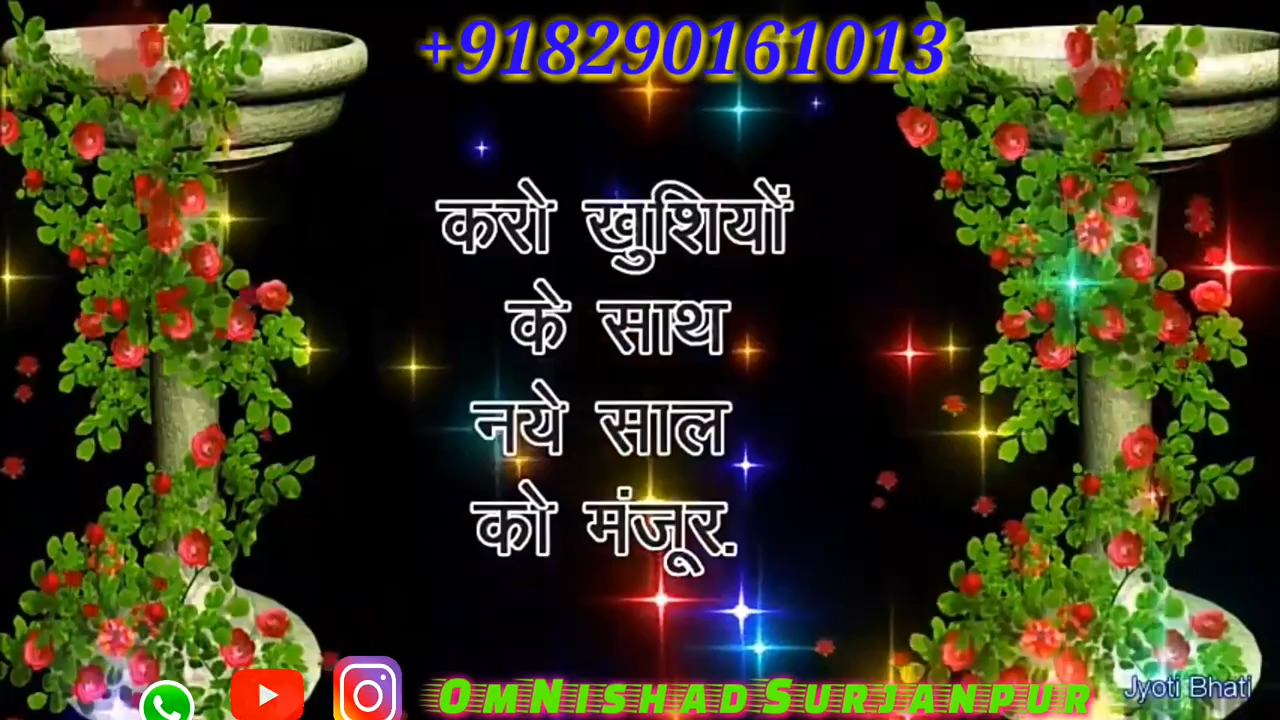 +918290161013
करो खुशियों
के साथ
नये साल
को मंजूर.
OmNishadSurjanpur
Jyoti Bhati